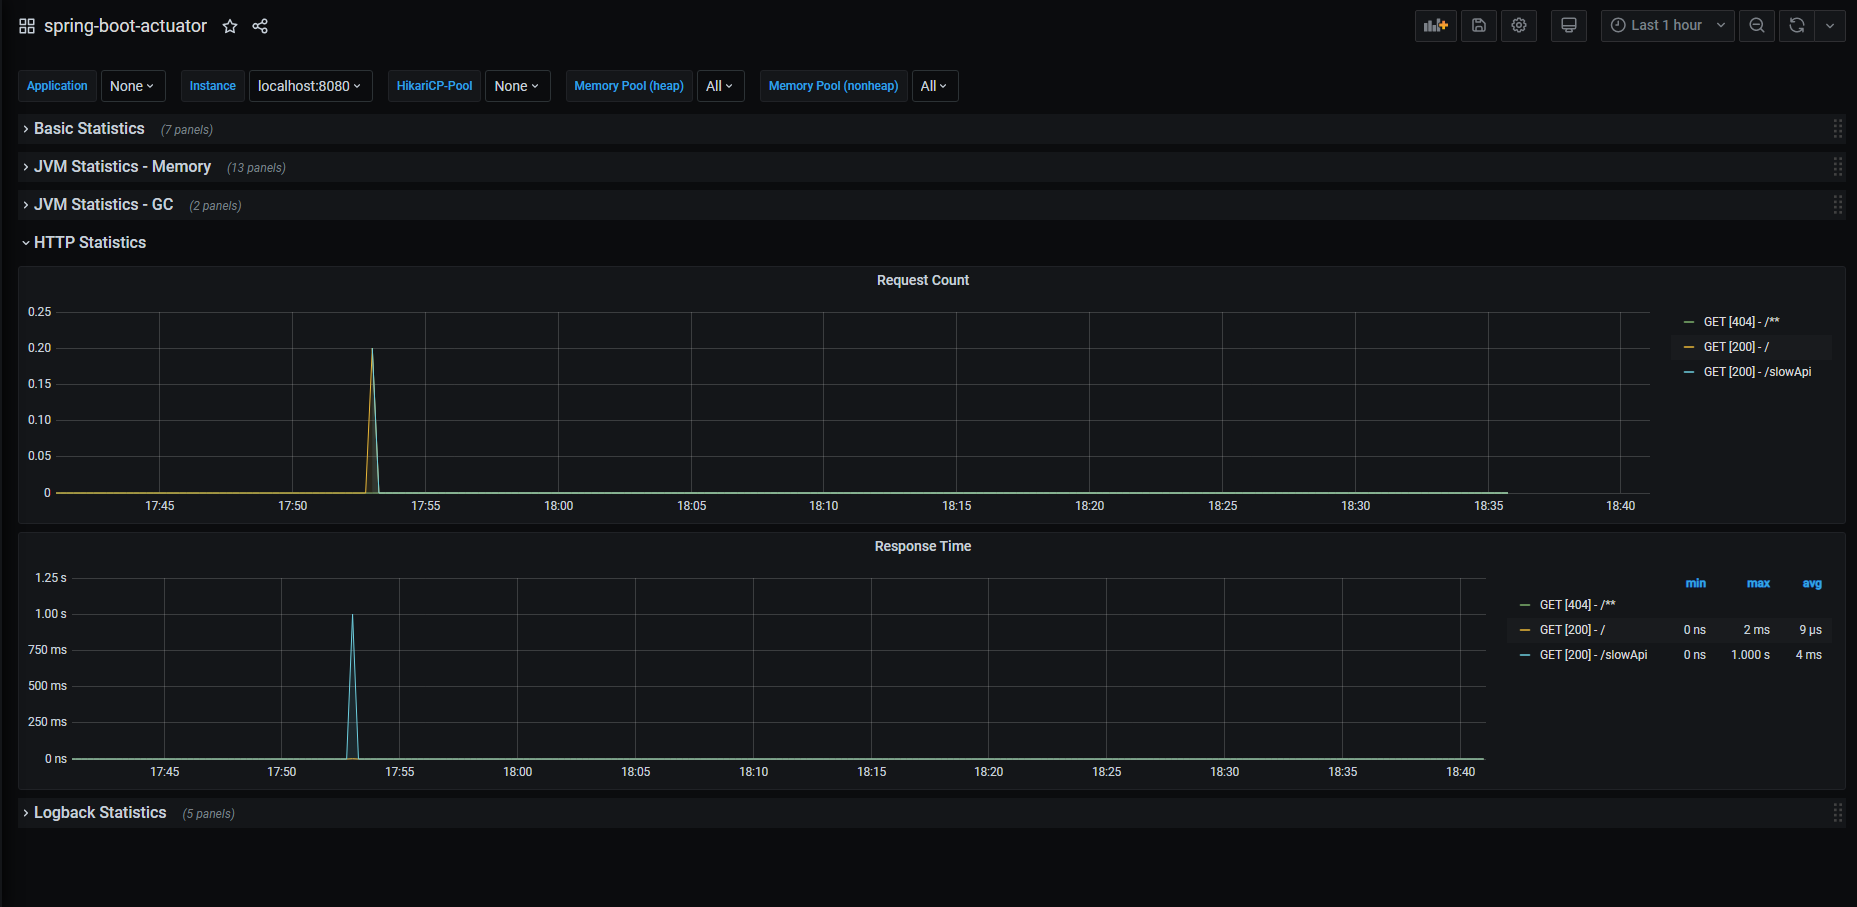 spring-boot-actuator
Last 1 hour
Application None Instance localhost:8080 HikariCP-Pool None Memory Pool (heap) All Memory Pool (nonheap) All
Basic Statistics (7 panels)
JVM Statistics - Memory (13 panels)
JVM Statistics - GC (2 panels)
HTTP Statistics
Request Count
0.25
0.20
0.15
0.10
0.05
0
17:45 17:50 17:55 18:00 18:05 18:10 18:15 18:20 18:25 18:30 18:35 18:40
GET [404] - /**
GET [200] - /
GET [200] - /slowApi
Response Time
1.25 s
1.00 s
750 ms
500 ms
250 ms
0 ns
17:45 17:50 17:55 18:00 18:05 18:10 18:15 18:20 18:25 18:30 18:35 18:40
min max avg
GET [404] - /**
GET [200] - / 0 ns 2 ms 9 µs
GET [200] - /slowApi 0 ns 1.000 s 4 ms
Logback Statistics (5 panels)